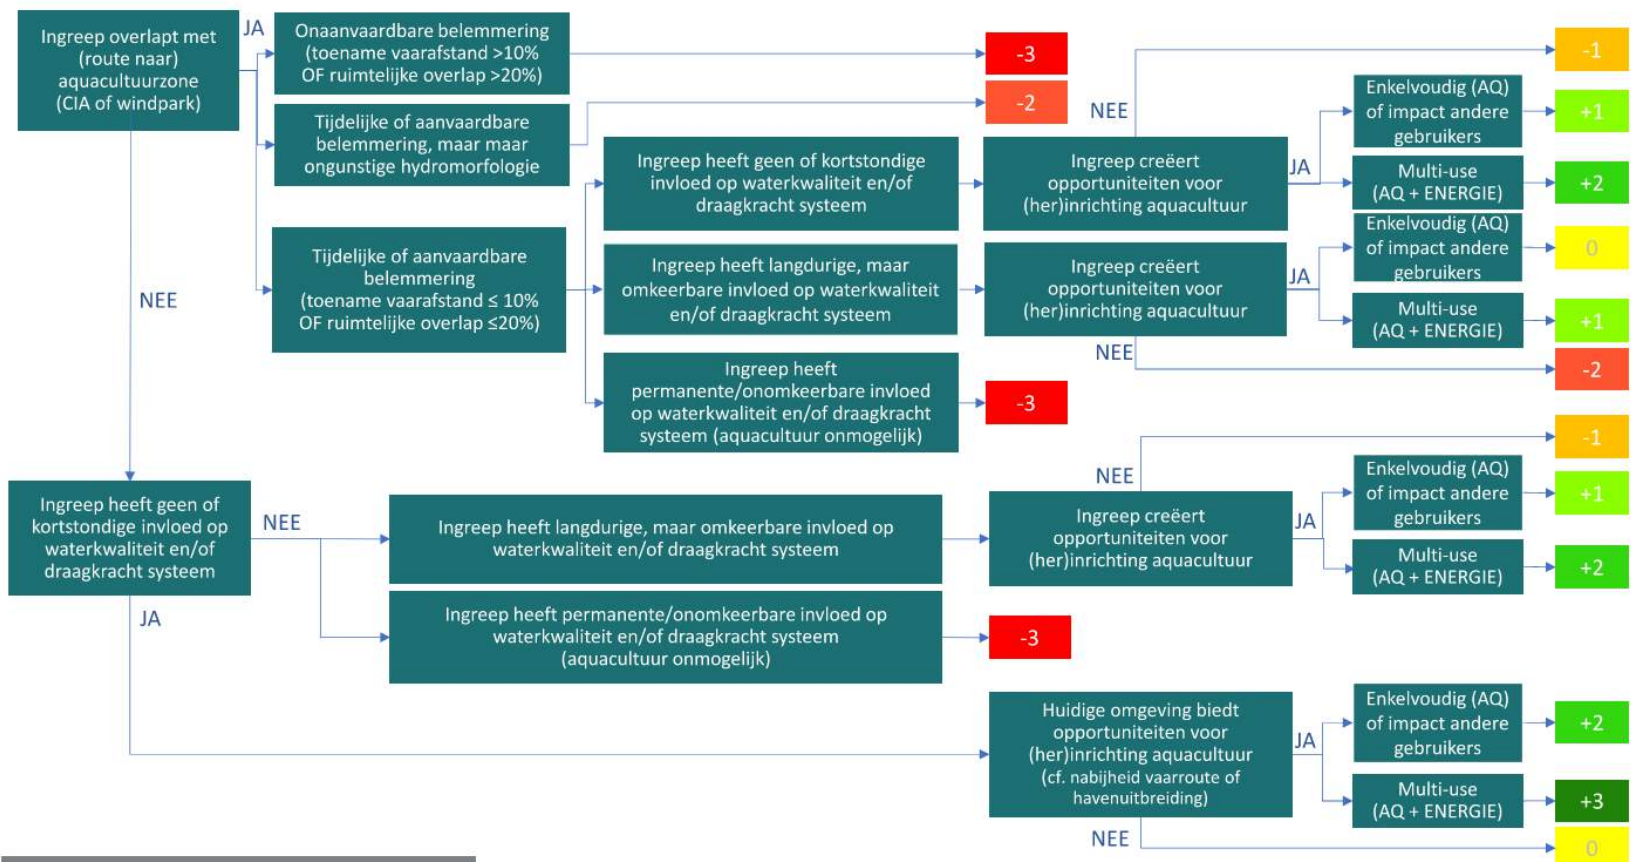 Ingreep overlapt met
(route naar)
aquacultuurzone
(CIA of windpark)
JA
Onaanvaardbare belemmering
(toename vaarafstand >10%
OF ruimtelijke overlap >20%)
-3
Tijdelijke of aanvaardbare
belemmering, maar maar
ongunstige hydromorfologie
-2
Tijdelijke of aanvaardbare
belemmering
(toename vaarafstand ≤ 10%
OF ruimtelijke overlap ≤20%)
Ingreep heeft geen of kortstondige
invloed op waterkwaliteit en/of
draagkracht systeem
Ingreep creëert
opportuniteiten voor
(her)inrichting aquacultuur
NEE
-1
JA
Enkelvoudig (AQ)
of impact andere
gebruikers
+1
Multi-use
(AQ + ENERGIE)
+2
Ingreep heeft langdurige, maar
omkeerbare invloed op waterkwaliteit
en/of draagkracht systeem
Ingreep creëert
opportuniteiten voor
(her)inrichting aquacultuur
JA
Enkelvoudig (AQ)
of impact andere
gebruikers
0
Multi-use
(AQ + ENERGIE)
+1
NEE
-2
Ingreep heeft
permanente/onomkeerbare invloed
op waterkwaliteit en/of draagkracht
systeem (aquacultuur onmogelijk)
-3
NEE
Ingreep heeft geen of
kortstondige invloed op
waterkwaliteit en/of
draagkracht systeem
NEE
Ingreep heeft langdurige, maar omkeerbare invloed op
waterkwaliteit en/of draagkracht systeem
Ingreep creëert
opportuniteiten voor
(her)inrichting aquacultuur
NEE
-1
JA
Enkelvoudig (AQ)
of impact andere
gebruikers
+1
Multi-use
(AQ + ENERGIE)
+2
Ingreep heeft permanente/onomkeerbare invloed op
waterkwaliteit en/of draagkracht systeem
(aquacultuur onmogelijk)
-3
JA
Huidige omgeving biedt
opportuniteiten voor
(her)inrichting aquacultuur
(cf. nabijheid vaarroute of
havenuitbreiding)
JA
Enkelvoudig (AQ)
of impact andere
gebruikers
+2
Multi-use
(AQ + ENERGIE)
+3
NEE
0